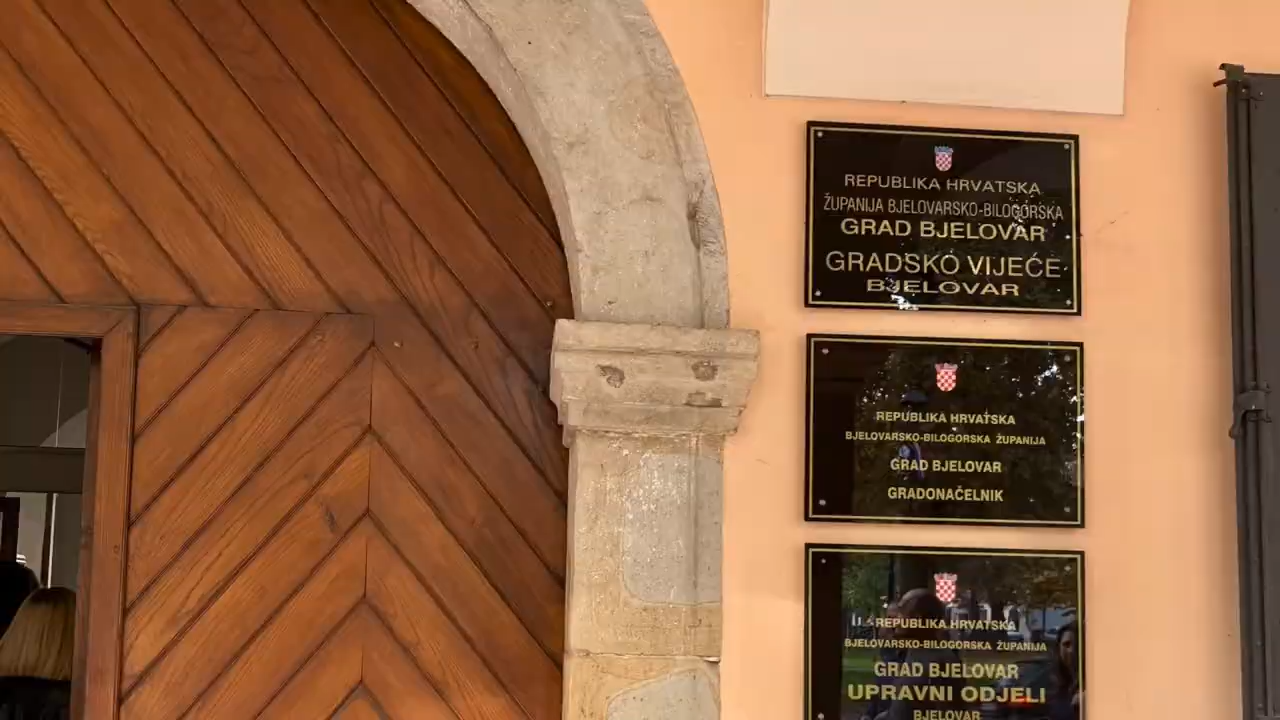 REPUBLIKA HRVATSKA
ŽUPANIJA BJELOVARSKO-BILOGORSKA
GRAD BJELOVAR
GRADSKO VIJEĆE
BJELOVAR
REPUBLIKA HRVATSKA
BJELOVARSKO-BILOGORSKA ŽUPANIJA
GRAD BJELOVAR
GRADONAČELNIK
REPUBLIKA HRVATSKA
BJELOVARSKO-BILOGORSKA ŽUPANIJA
GRAD BJELOVAR
UPRAVNI ODJELI
BJELOVAR